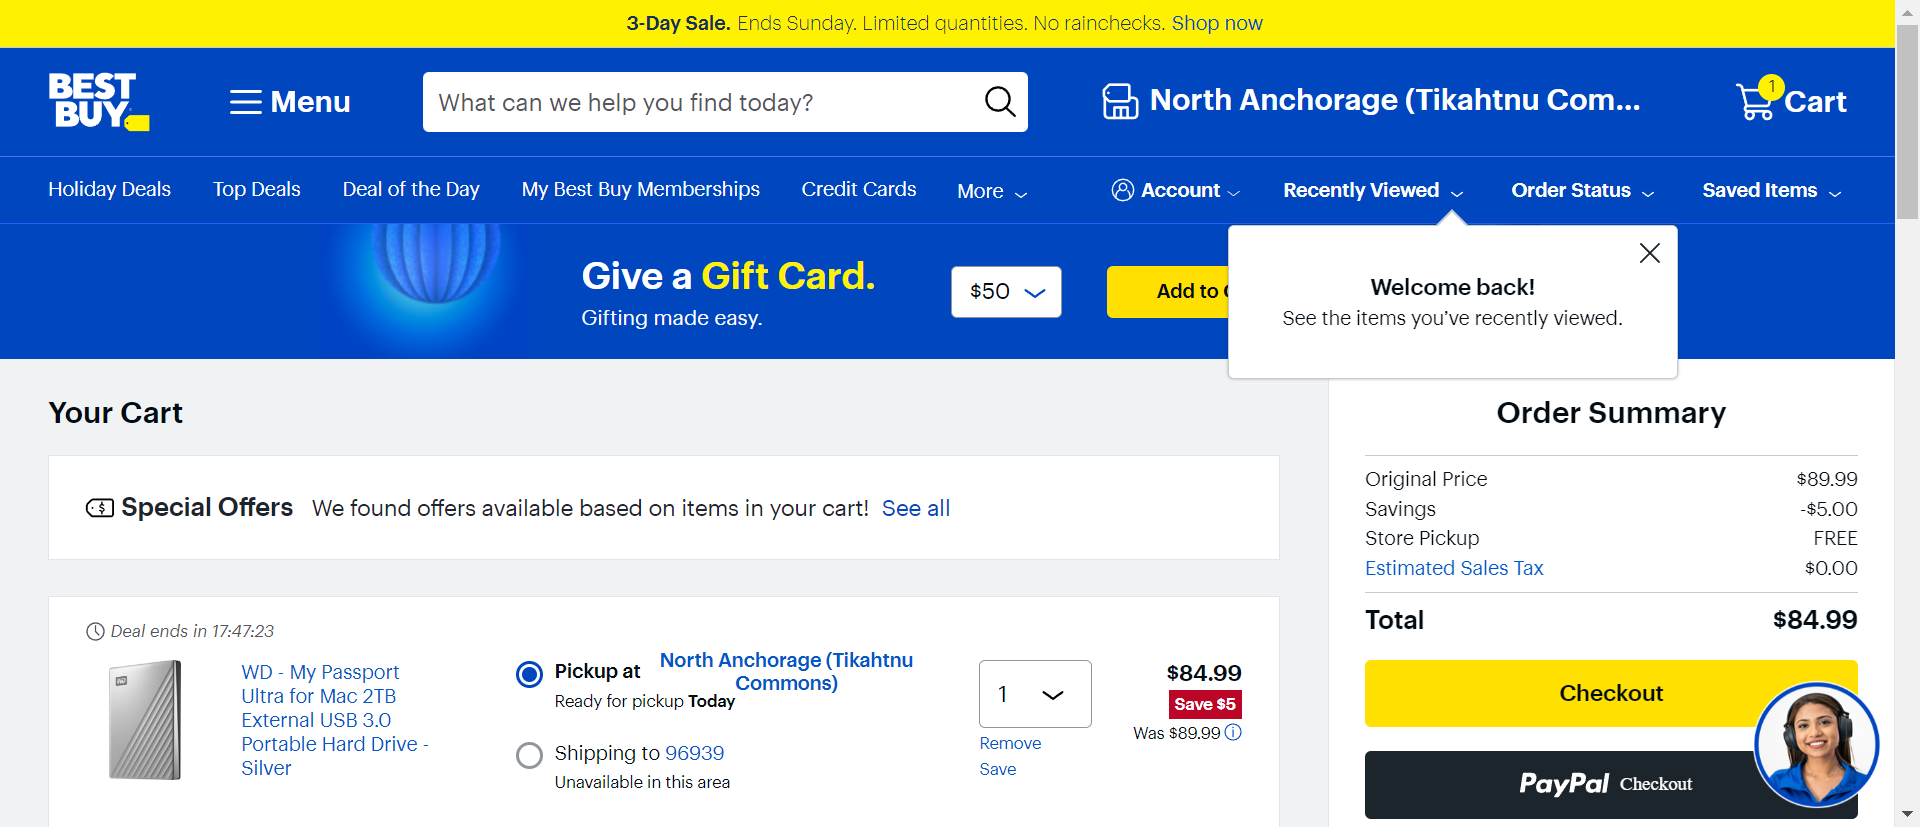 3-Day Sale. Ends Sunday. Limited quantities. No rainchecks. Shop now
BEST BUY
Menu
What can we help you find today?
North Anchorage (Tikahtnu Com...
1
Cart
Holiday Deals
Top Deals
Deal of the Day
My Best Buy Memberships
Credit Cards
More
Account
Recently Viewed
Order Status
Saved Items
Give a Gift Card.
Gifting made easy.
$50
Add to
Welcome back!
See the items you’ve recently viewed.
Your Cart
Special Offers
We found offers available based on items in your cart! See all
Deal ends in 17:47:23
WD
WD - My Passport
Ultra for Mac 2TB
External USB 3.0
Portable Hard Drive -
Silver
Pickup at
North Anchorage (Tikahtnu
Commons)
Ready for pickup Today
Shipping to 96939
Unavailable in this area
1
Remove
Save
$84.99
Save $5
Was $89.99
Order Summary
Original Price
$89.99
Savings
-$5.00
Store Pickup
FREE
Estimated Sales Tax
$0.00
Total
$84.99
Checkout
PayPal Checkout